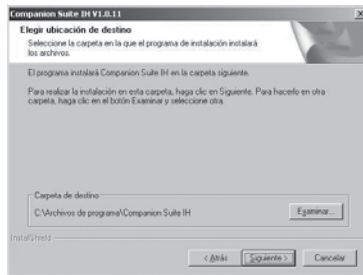 Companion Suite IH V1.0.11
Elegir ubicación de destino
Seleccione la carpeta en la que el programa de instalación instalará
los archivos.
El programa instalará Companion Suite IH en la carpeta siguiente.
Para realizar la instalación en esta carpeta, haga clic en Siguiente. Para hacerlo en otra
carpeta, haga clic en el botón Examinar y seleccione otra.
Carpeta de destino
C:\Archivos de programa\Companion Suite IH
Examinar...
InstallShield
< Atrás
Siguiente >
Cancelar